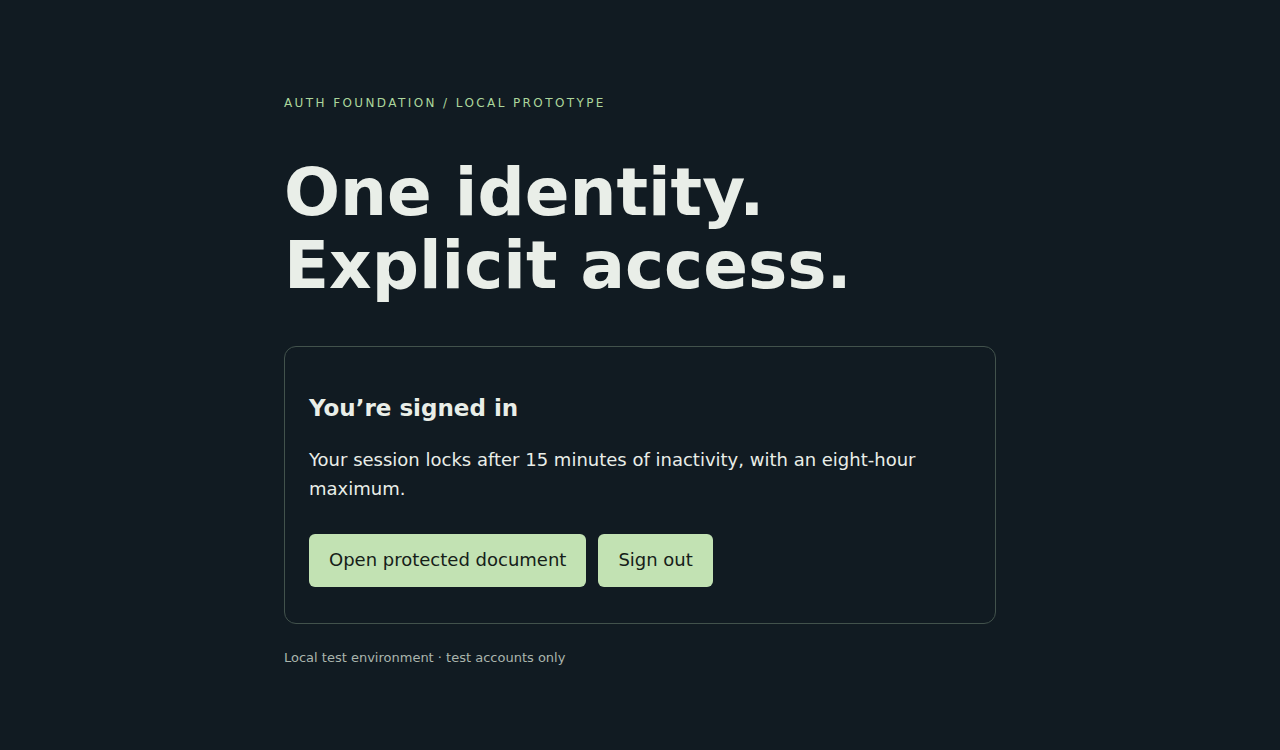 AUTH FOUNDATION / LOCAL PROTOTYPE
One identity.
Explicit access.
You’re signed in
Your session locks after 15 minutes of inactivity, with an eight-hour
maximum.
Open protected document
Sign out
Local test environment · test accounts only